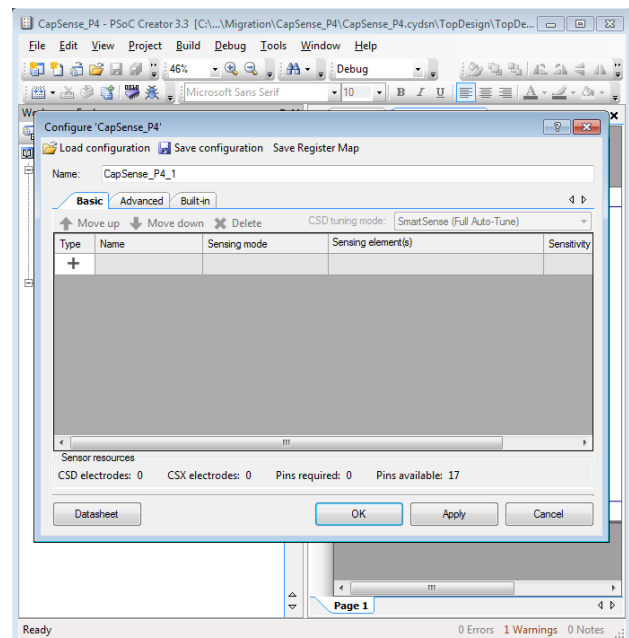 CapSense_P4 - PSoC Creator 3.3 [C:\...\Migration\CapSense_P4\CapSense_P4.cydsn\TopDesign\TopDe...
File Edit View Project Build Debug Tools Window Help
46% Debug
Microsoft Sans Serif 10 B I U A
Configure 'CapSense_P4'
Load configuration Save configuration Save Register Map
Name: CapSense_P4_1
Basic Advanced Built-in
Move up Move down Delete CSD tuning mode: SmartSense (Full Auto-Tune)
Type Name Sensing mode Sensing element(s) Sensitivity
Sensor resources
CSD electrodes: 0 CSX electrodes: 0 Pins required: 0 Pins available: 17
Datasheet OK Apply Cancel
Page 1
Ready 0 Errors 1 Warnings 0 Notes